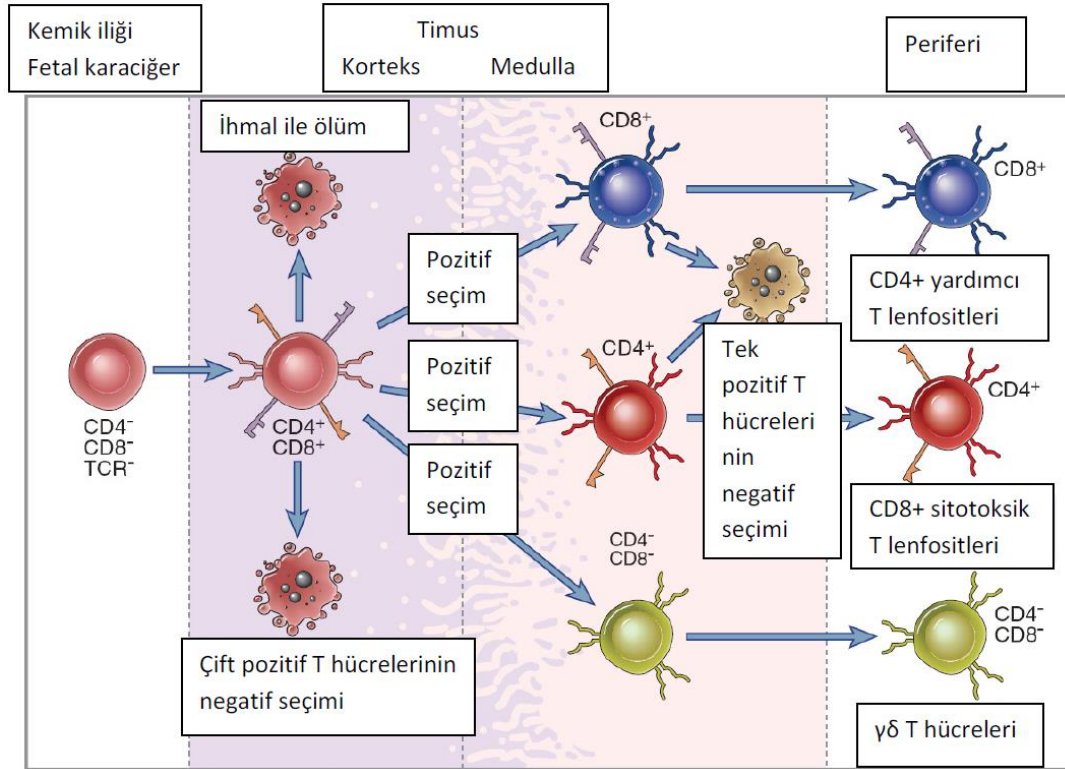 Kemik iliği
Fetal karaciğer
Timus
Korteks Medulla
Periferi
İhmal ile ölüm
CD8⁺
CD8⁺
Pozitif
seçim
CD4+ yardımcı
T lenfositleri
CD4⁻
CD8⁻
TCR⁻
CD4⁺
CD8⁺
Pozitif
seçim
CD4⁺
Tek
pozitif T
hücreleri
nin
negatif
seçimi
CD4⁺
Pozitif
seçim
CD8+ sitotoksik
T lenfositleri
CD4⁻
CD8⁻
CD4⁻
CD8⁻
Çift pozitif T hücrelerinin
negatif seçimi
γδ T hücreleri